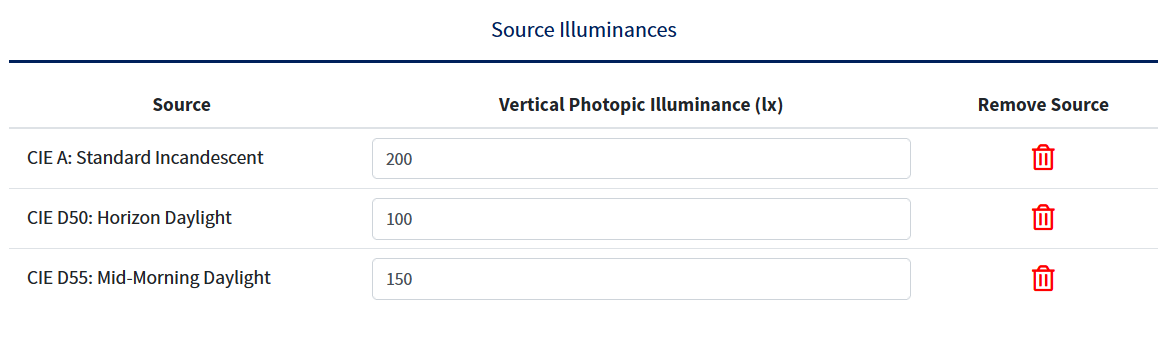 Source Illuminances
Source Vertical Photopic Illuminance (lx) Remove Source
CIE A: Standard Incandescent 200
CIE D50: Horizon Daylight 100
CIE D55: Mid-Morning Daylight 150